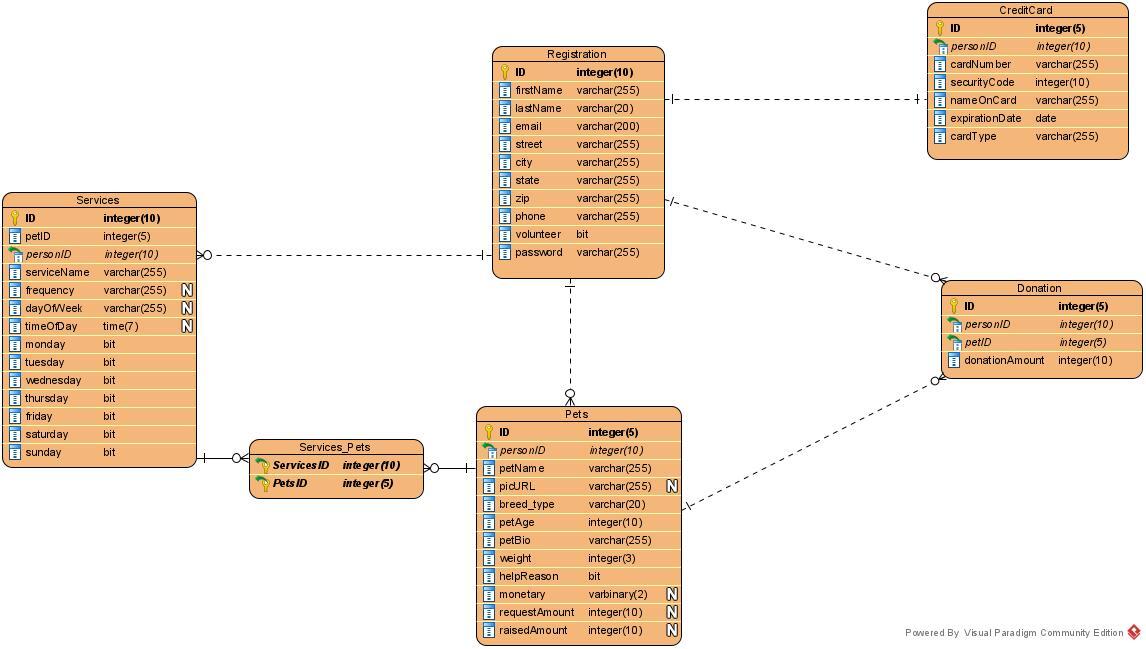 CreditCard
ID integer(5)
personID integer(10)
cardNumber varchar(255)
securityCode integer(10)
nameOnCard varchar(255)
expirationDate date
cardType varchar(255)
Registration
ID integer(10)
firstName varchar(255)
lastName varchar(20)
email varchar(200)
street varchar(255)
city varchar(255)
state varchar(255)
zip varchar(255)
phone varchar(255)
volunteer bit
password varchar(255)
Services
ID integer(10)
petID integer(5)
personID integer(10)
serviceName varchar(255)
frequency varchar(255) N
dayOfWeek varchar(255) N
timeOfDay time(7) N
monday bit
tuesday bit
wednesday bit
thursday bit
friday bit
saturday bit
sunday bit
Donation
ID integer(5)
personID integer(10)
petID integer(5)
donationAmount integer(10)
Services_Pets
ServicesID integer(10)
PetsID integer(5)
Pets
ID integer(5)
personID integer(10)
petName varchar(255)
picURL varchar(255) N
breed_type varchar(20)
petAge integer(10)
petBio varchar(255)
weight integer(3)
helpReason bit
monetary varbinary(2) N
requestAmount integer(10) N
raisedAmount integer(10) N
Powered By Visual Paradigm Community Edition